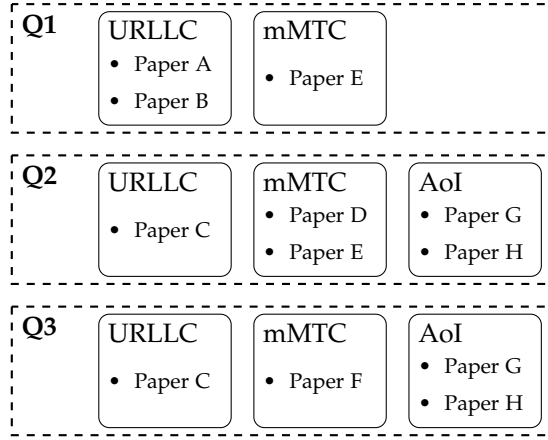 Q1
URLLC
• Paper A
• Paper B
mMTC
• Paper E
Q2
URLLC
• Paper C
mMTC
• Paper D
• Paper E
AoI
• Paper G
• Paper H
Q3
URLLC
• Paper C
mMTC
• Paper F
AoI
• Paper G
• Paper H